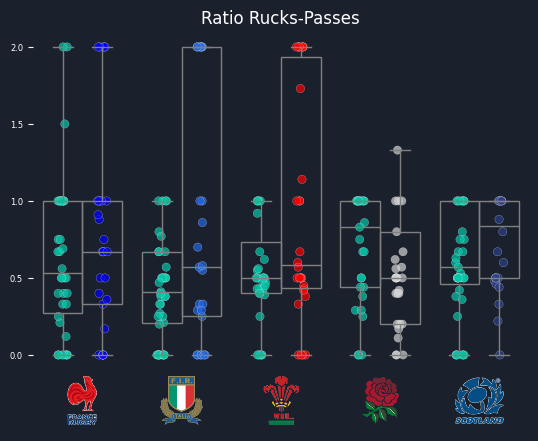 Ratio Rucks-Passes
2.0
1.5
1.0
0.5
0.0
FRANCE
RUGBY
F.I.R.
SCOTLAND